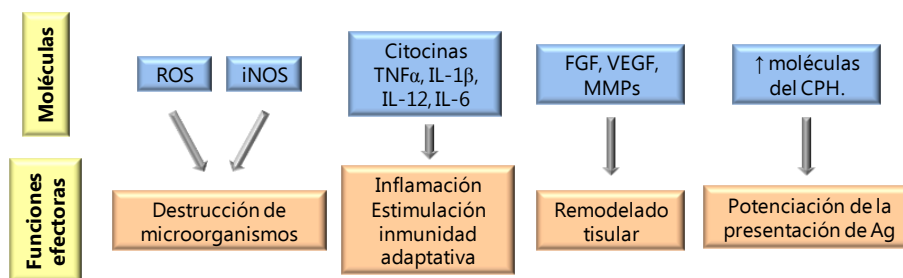 Moléculas
ROS
iNOS
Citocinas
TNFα, IL-1β,
IL-12, IL-6
FGF, VEGF,
MMPs
↑ moléculas
del CPH.
Funciones
efectoras
Destrucción de
microorganismos
Inflamación
Estimulación
inmunidad
adaptativa
Remodelado
tisular
Potenciación de la
presentación de Ag